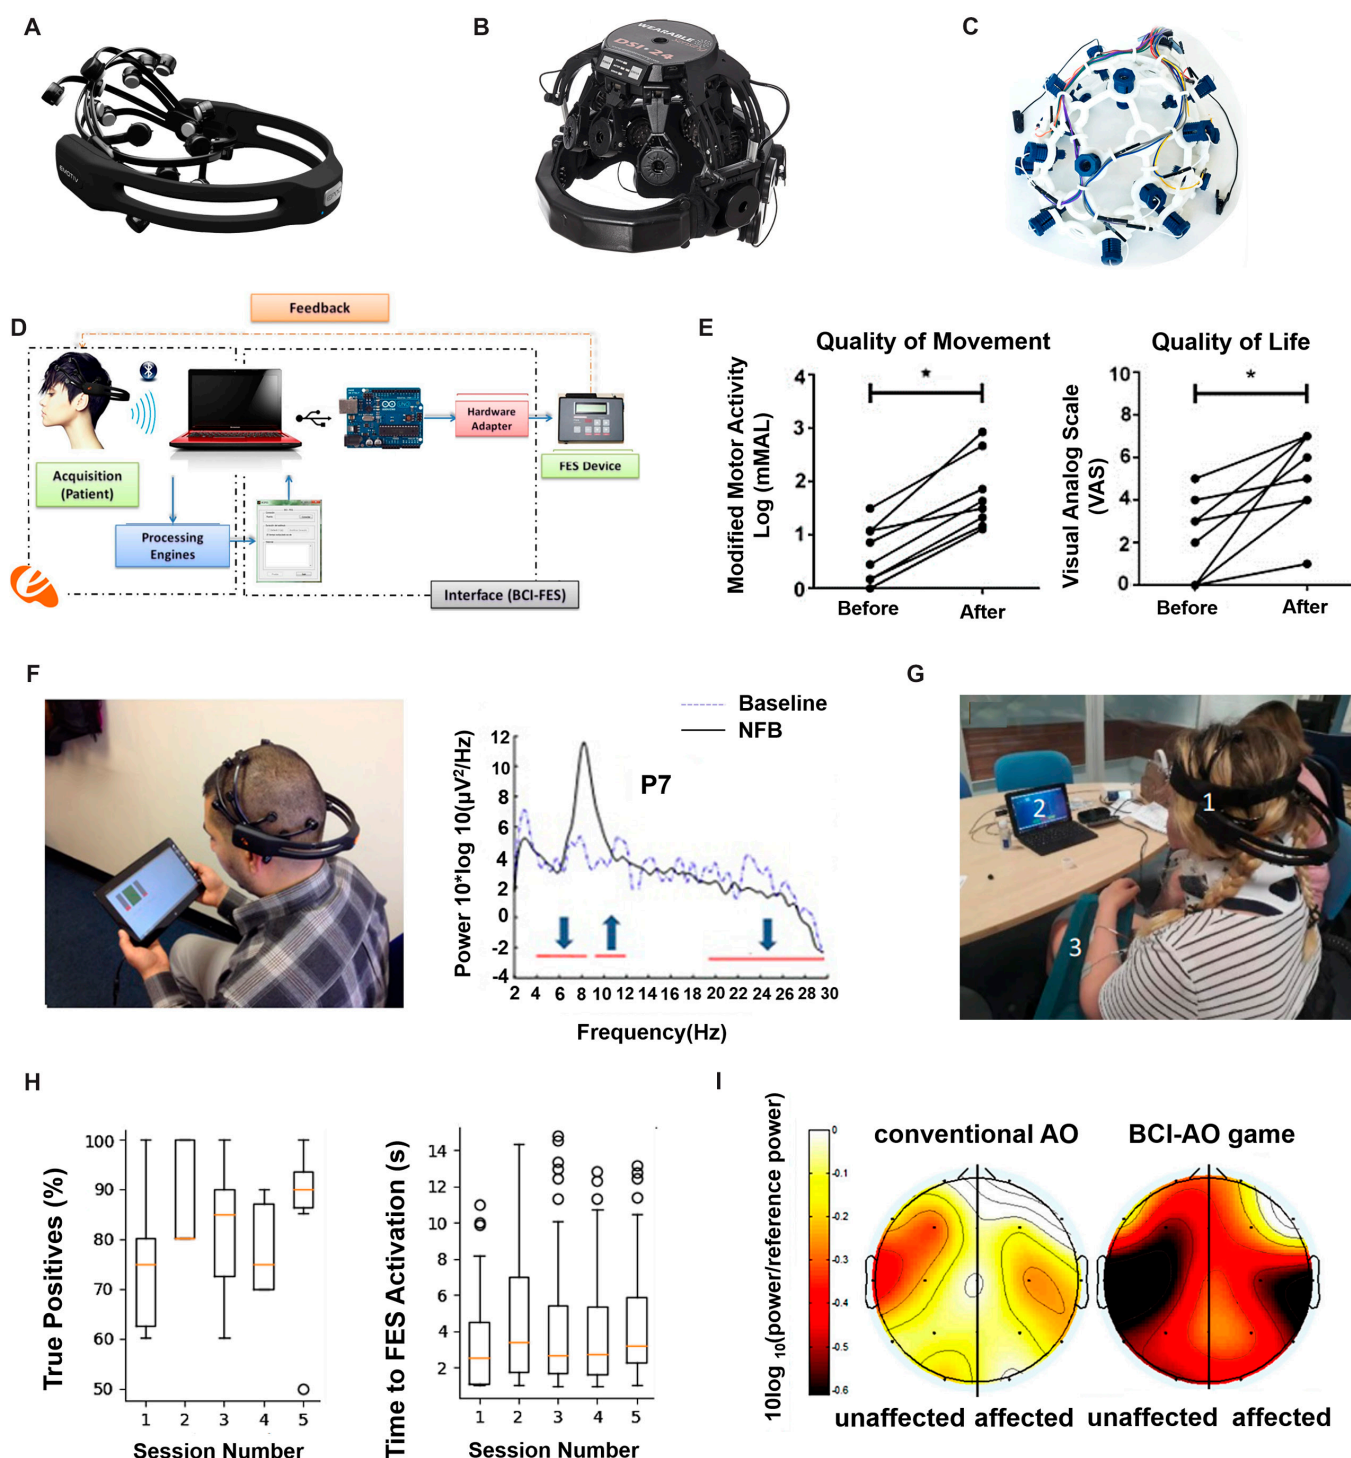 A
B
C
WEARABLE
DSI-24
EMOTIV
D
Feedback
Acquisition
(Patient)
Processing
Engines
Hardware
Adapter
FES Device
Interface (BCI-FES)
E
Quality of Movement
Modified Motor Activity
Log (mMAL)
4
3
2
1
0
*
Before
After
Quality of Life
Visual Analog Scale
(VAS)
10
8
6
4
2
0
*
Before
After
F
Baseline
NFB
P7
Power 10*log 10(µV²/Hz)
12
10
8
6
4
2
0
-2
-4
2 4 6 8 10 12 14 16 18 20 22 24 26 28 30
Frequency(Hz)
G
1
2
3
H
True Positives (%)
100
90
80
70
60
50
1 2 3 4 5
Session Number
Time to FES Activation (s)
14
12
10
8
6
4
2
1 2 3 4 5
Session Number
I
10log 10(power/reference power)
0
-0.1
-0.2
-0.3
-0.4
-0.5
-0.6
conventional AO
BCI-AO game
unaffected affected
unaffected affected